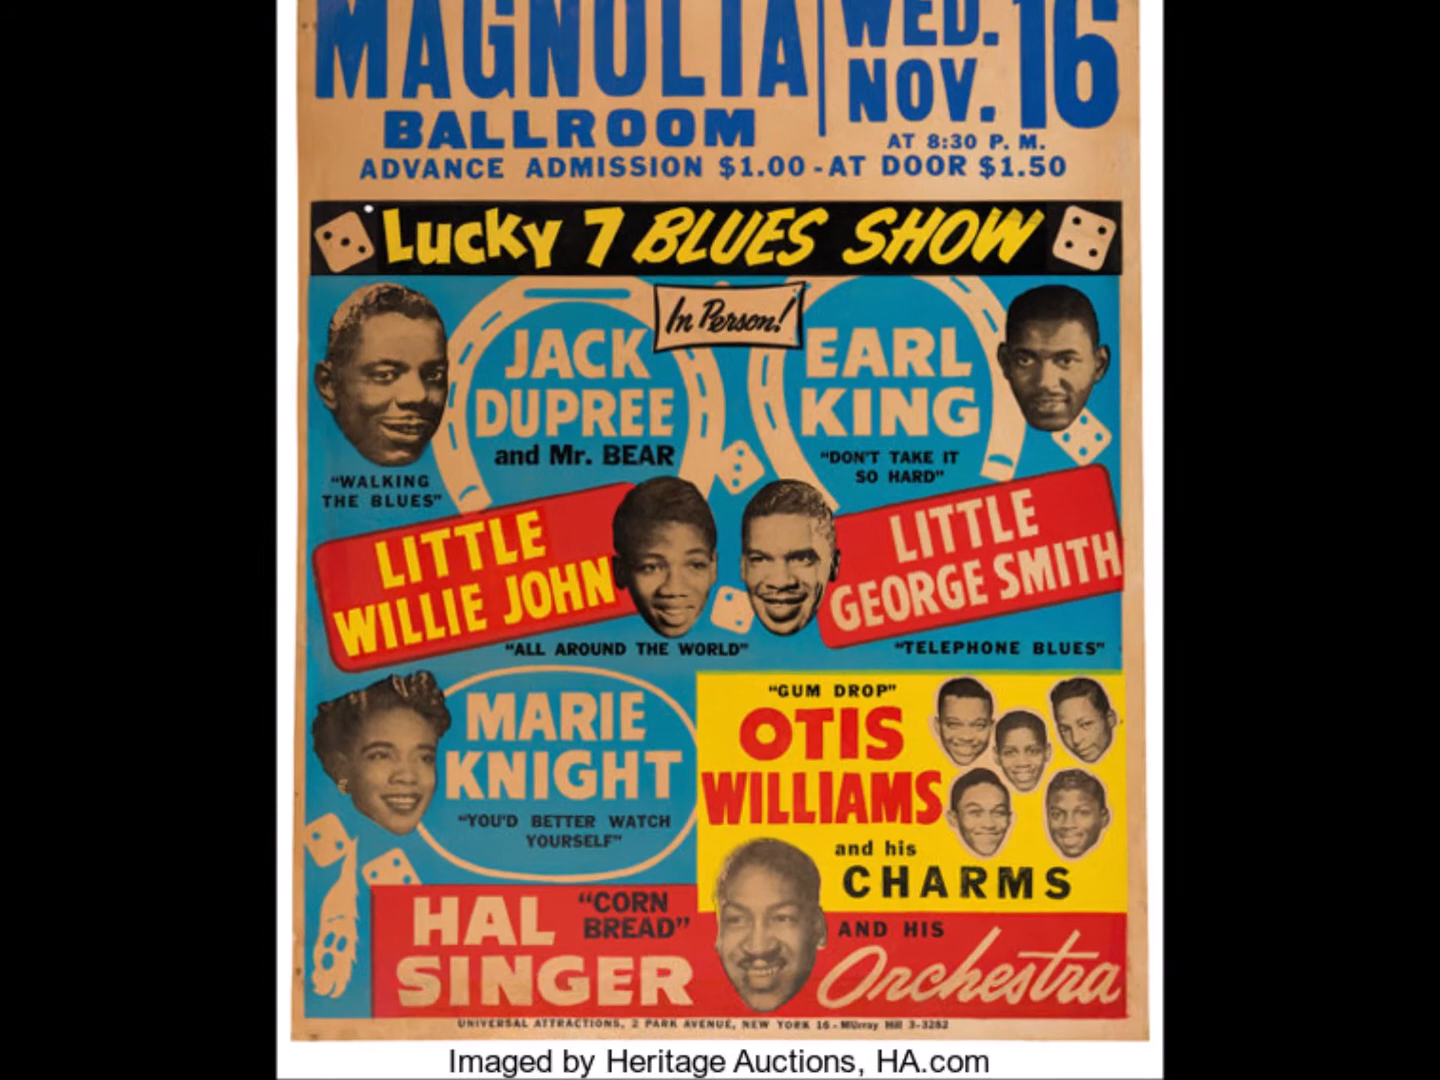 MAGNOLIA
BALLROOM
WED.
NOV. 16
AT 8:30 P. M.
ADVANCE ADMISSION $1.00 - AT DOOR $1.50
Lucky 7 BLUES SHOW
In Person!
JACK
DUPREE
and Mr. BEAR
"WALKING
THE BLUES"
EARL
KING
"DON'T TAKE IT
SO HARD"
LITTLE
WILLIE JOHN
"ALL AROUND THE WORLD"
LITTLE
GEORGE SMITH
"TELEPHONE BLUES"
MARIE
KNIGHT
"YOU'D BETTER WATCH
YOURSELF"
"GUM DROP"
OTIS
WILLIAMS
and his
CHARMS
HAL
SINGER
"CORN
BREAD"
AND HIS
Orchestra
UNIVERSAL ATTRACTIONS, 2 PARK AVENUE, NEW YORK 16 - MUrray Hill 3-3282
Imaged by Heritage Auctions, HA.com